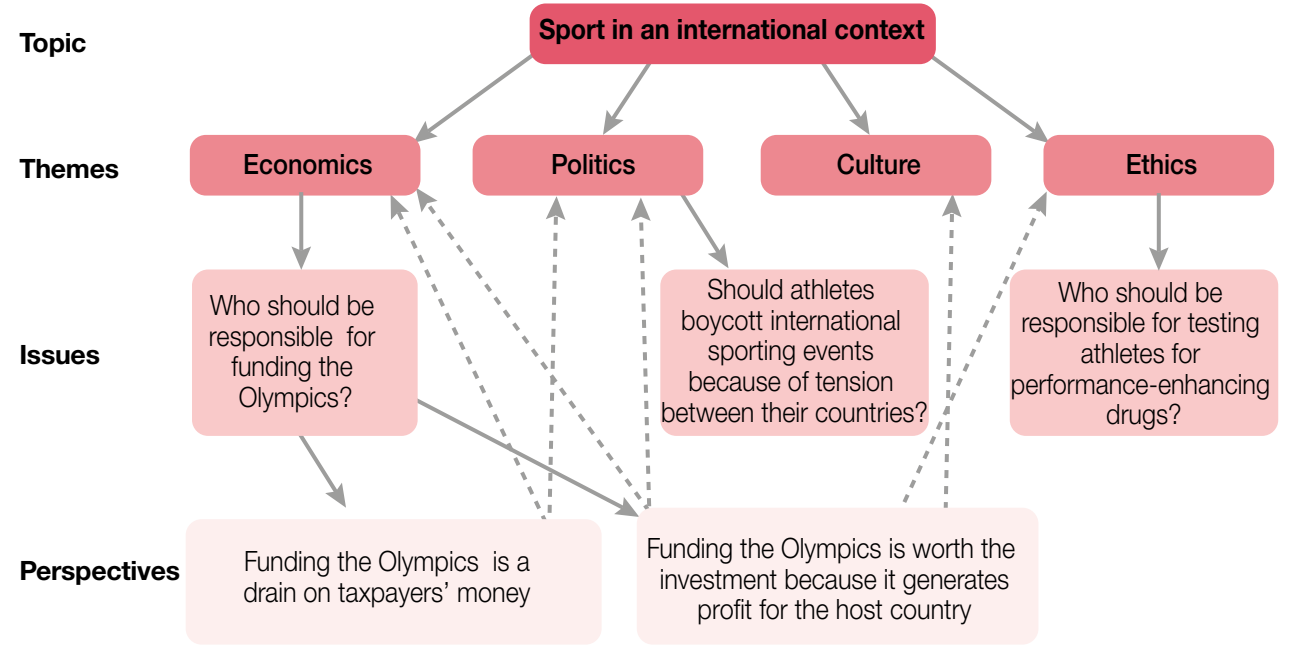 Topic
Sport in an international context
Themes
Economics
Politics
Culture
Ethics
Issues
Who should be
responsible for
funding the
Olympics?
Should athletes
boycott international
sporting events
because of tension
between their countries?
Who should be
responsible for testing
athletes for
performance-enhancing
drugs?
Perspectives
Funding the Olympics is a
drain on taxpayers’ money
Funding the Olympics is worth the
investment because it generates
profit for the host country